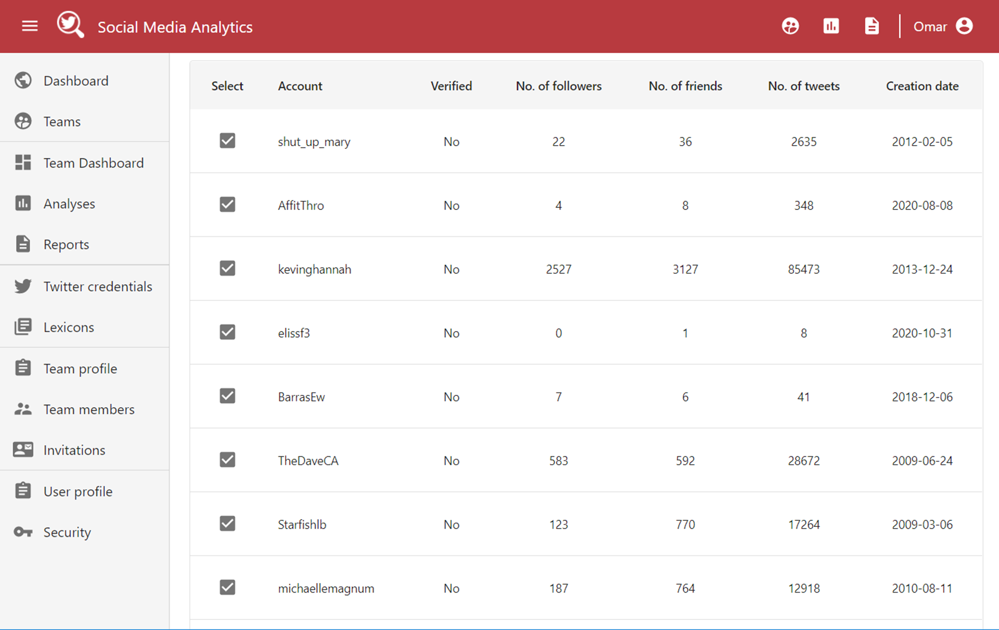 Social Media Analytics
Omar
Dashboard
Teams
Team Dashboard
Analyses
Reports
Twitter credentials
Lexicons
Team profile
Team members
Invitations
User profile
Security
Select Account Verified No. of followers No. of friends No. of tweets Creation date
shut_up_mary No 22 36 2635 2012-02-05
AffitThro No 4 8 348 2020-08-08
kevinghannah No 2527 3127 85473 2013-12-24
elissf3 No 0 1 8 2020-10-31
BarrasEw No 7 6 41 2018-12-06
TheDaveCA No 583 592 28672 2009-06-24
Starfishlb No 123 770 17264 2009-03-06
michaellemagnum No 187 764 12918 2010-08-11